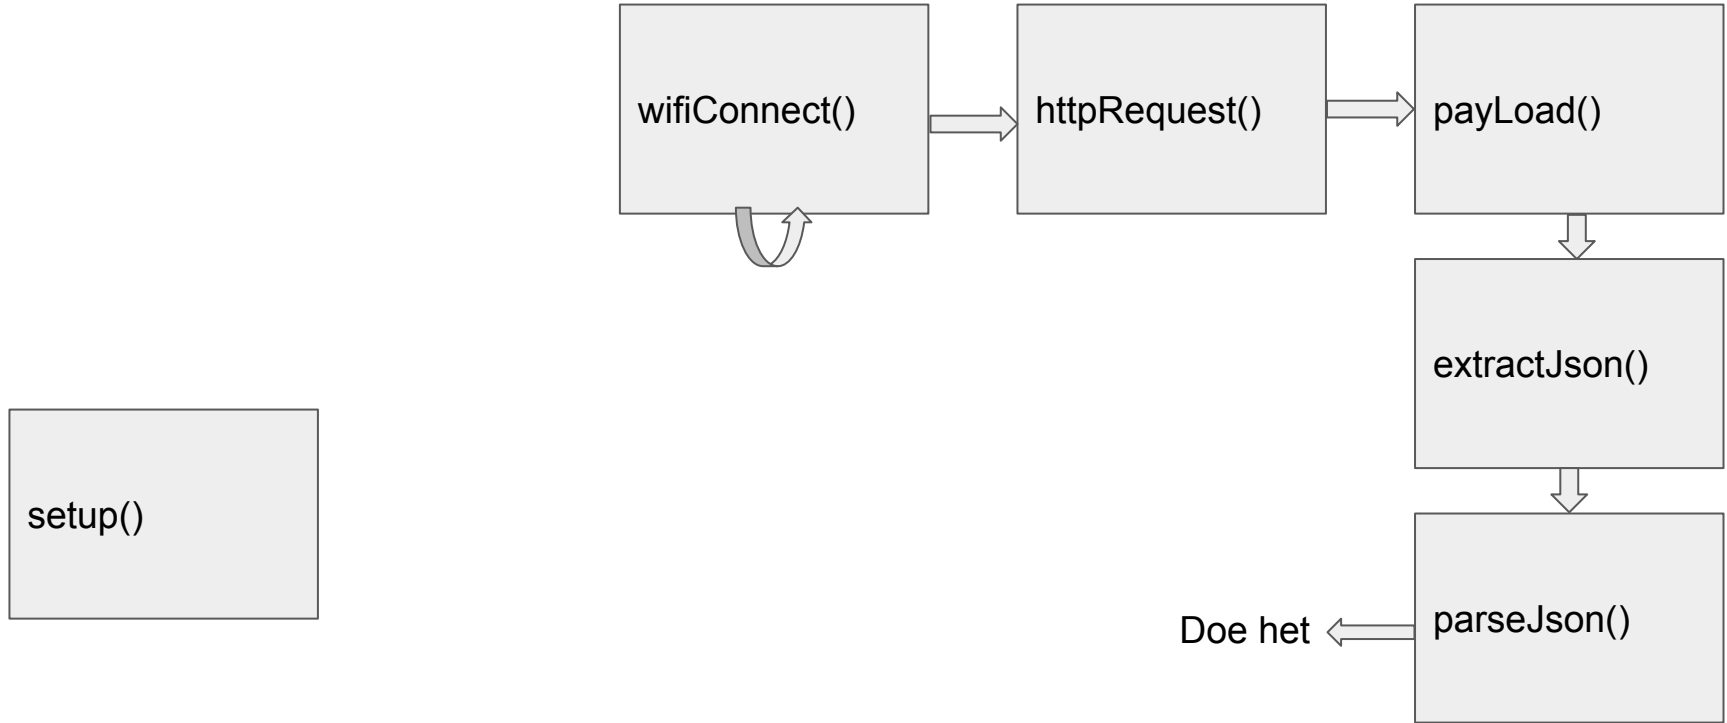 wifiConnect()
httpRequest()
payLoad()
extractJson()
setup()
parseJson()
Doe het